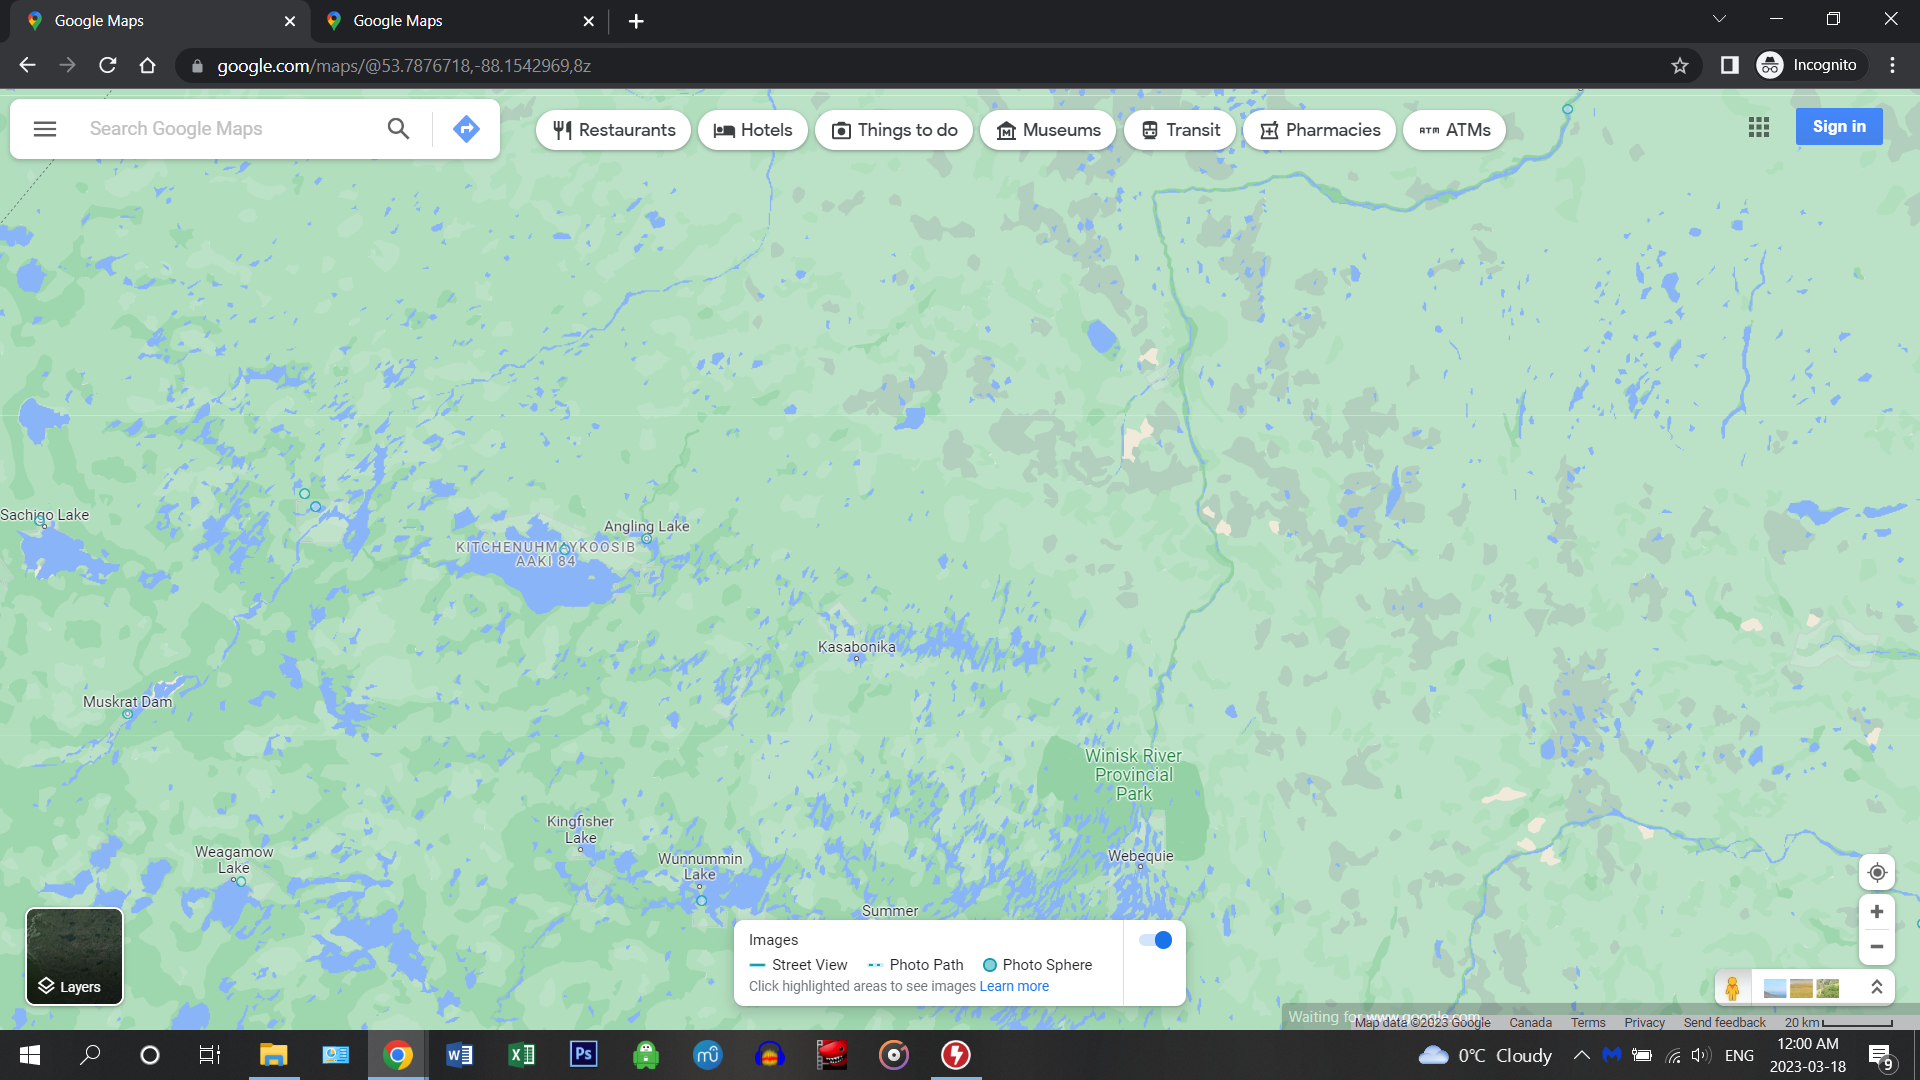 Google Maps
Google Maps
google.com/maps/@53.7876718,-88.1542969,8z
Incognito
Search Google Maps
Restaurants
Hotels
Things to do
Museums
Transit
Pharmacies
ATM ATMs
Sign in
Sachigo Lake
Angling Lake
KITCHENUHMAYKOOSIB
AAKI 84
Kasabonika
Muskrat Dam
Winisk River
Provincial
Park
Kingfisher
Lake
Weagamow
Lake
Wunnummin
Lake
Webequie
Summer
Layers
Images
Street View
Photo Path
Photo Sphere
Click highlighted areas to see images Learn more
Waiting for www.google.com...
Map data ©2023 Google
Canada
Terms
Privacy
Send feedback
20 km
W
X
Ps
mu
0°C Cloudy
ENG
12:00 AM
2023-03-18
9